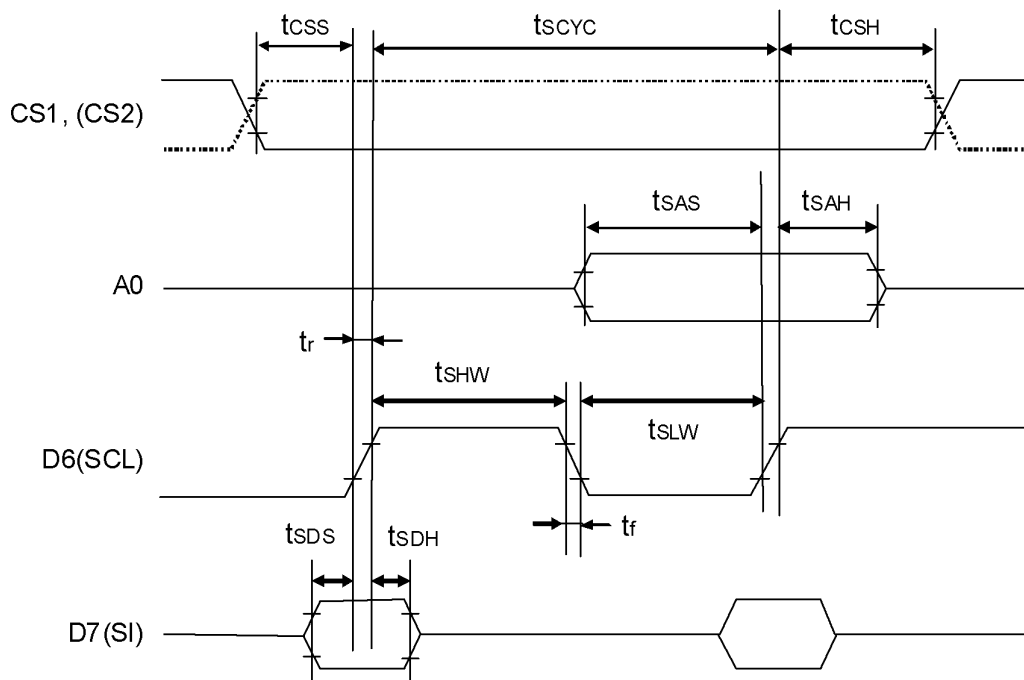 tCSS
tSCYC
tCSH
CS1, (CS2)
tSAS
tSAH
A0
tr
tSHW
tSLW
D6(SCL)
tf
tSDS
tSDH
D7(SI)